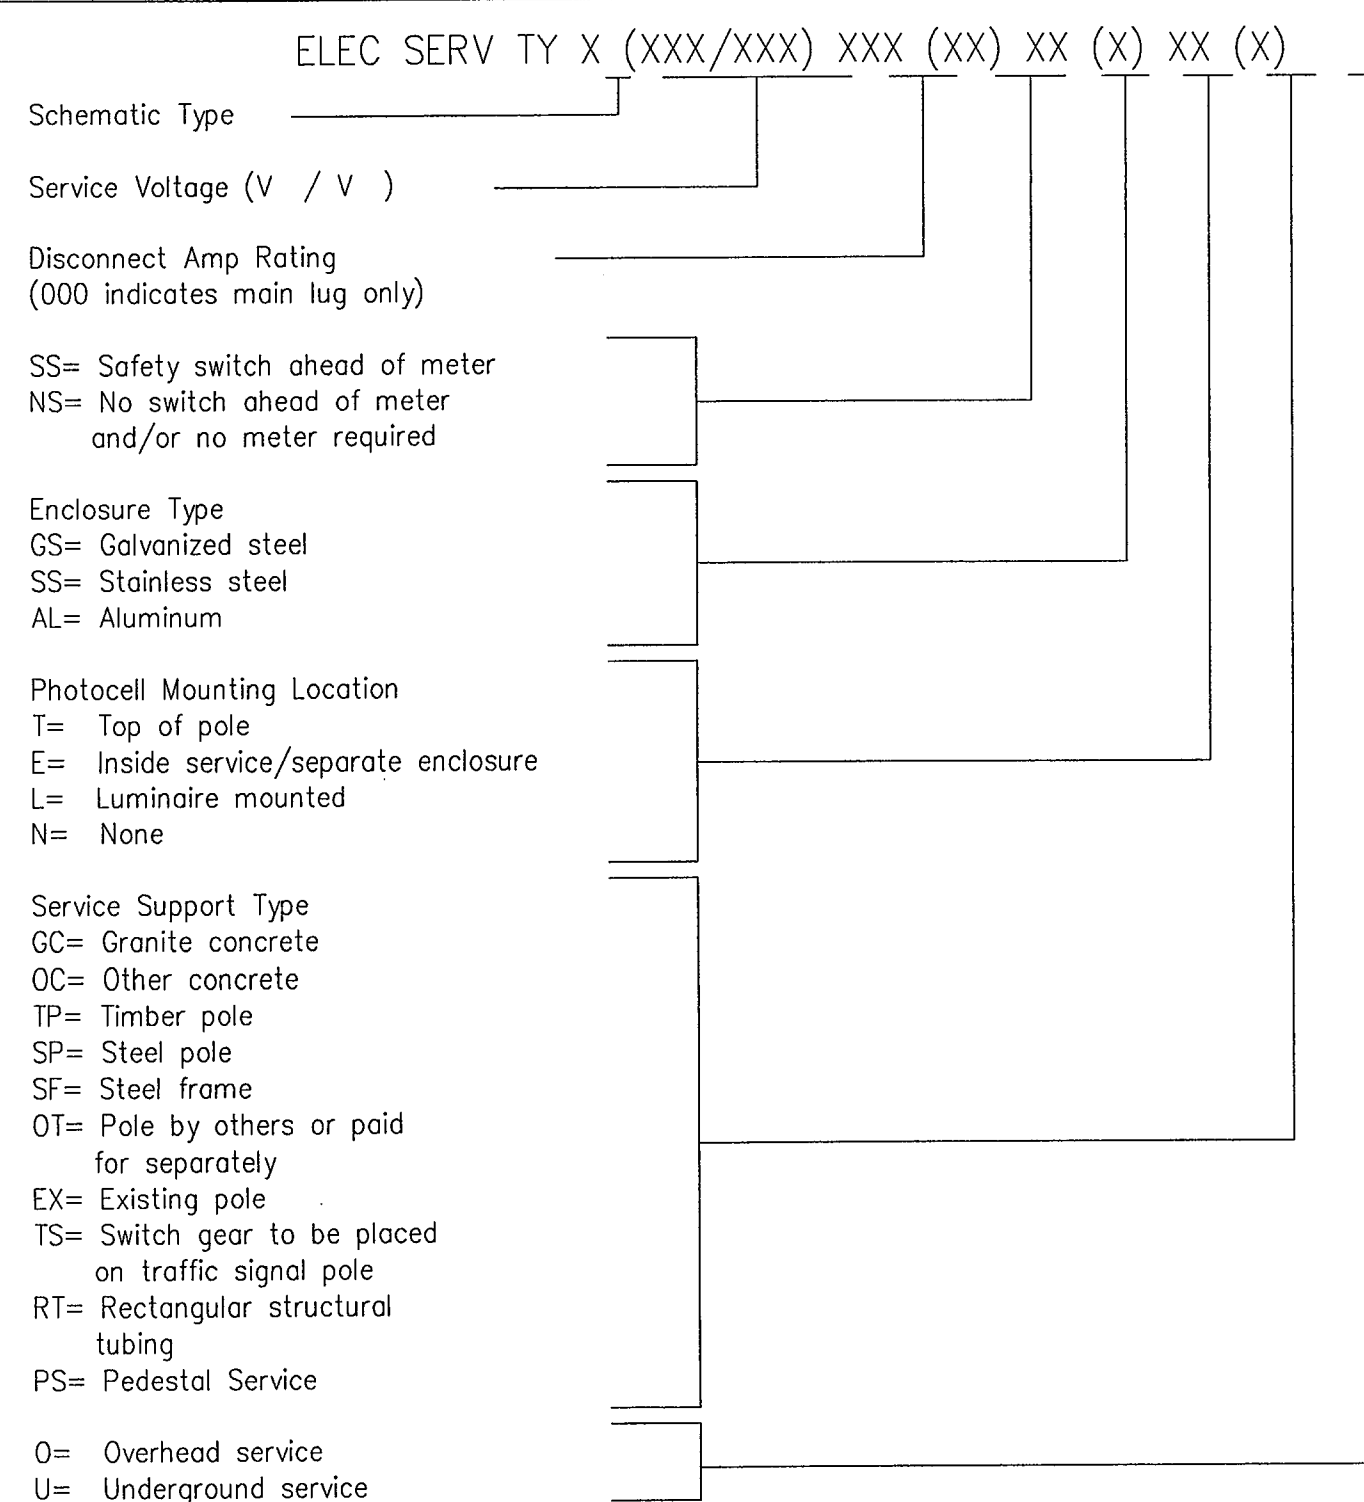 ELEC SERV TY X (XXX/XXX) XXX (XX) XX (X) XX (X)
Schematic Type
Service Voltage (V / V )
Disconnect Amp Rating
(000 indicates main lug only)
SS= Safety switch ahead of meter
NS= No switch ahead of meter
and/or no meter required
Enclosure Type
GS= Galvanized steel
SS= Stainless steel
AL= Aluminum
Photocell Mounting Location
T= Top of pole
E= Inside service/separate enclosure
L= Luminaire mounted
N= None
Service Support Type
GC= Granite concrete
OC= Other concrete
TP= Timber pole
SP= Steel pole
SF= Steel frame
OT= Pole by others or paid
for separately
EX= Existing pole
TS= Switch gear to be placed
on traffic signal pole
RT= Rectangular structural
tubing
PS= Pedestal Service
O= Overhead service
U= Underground service